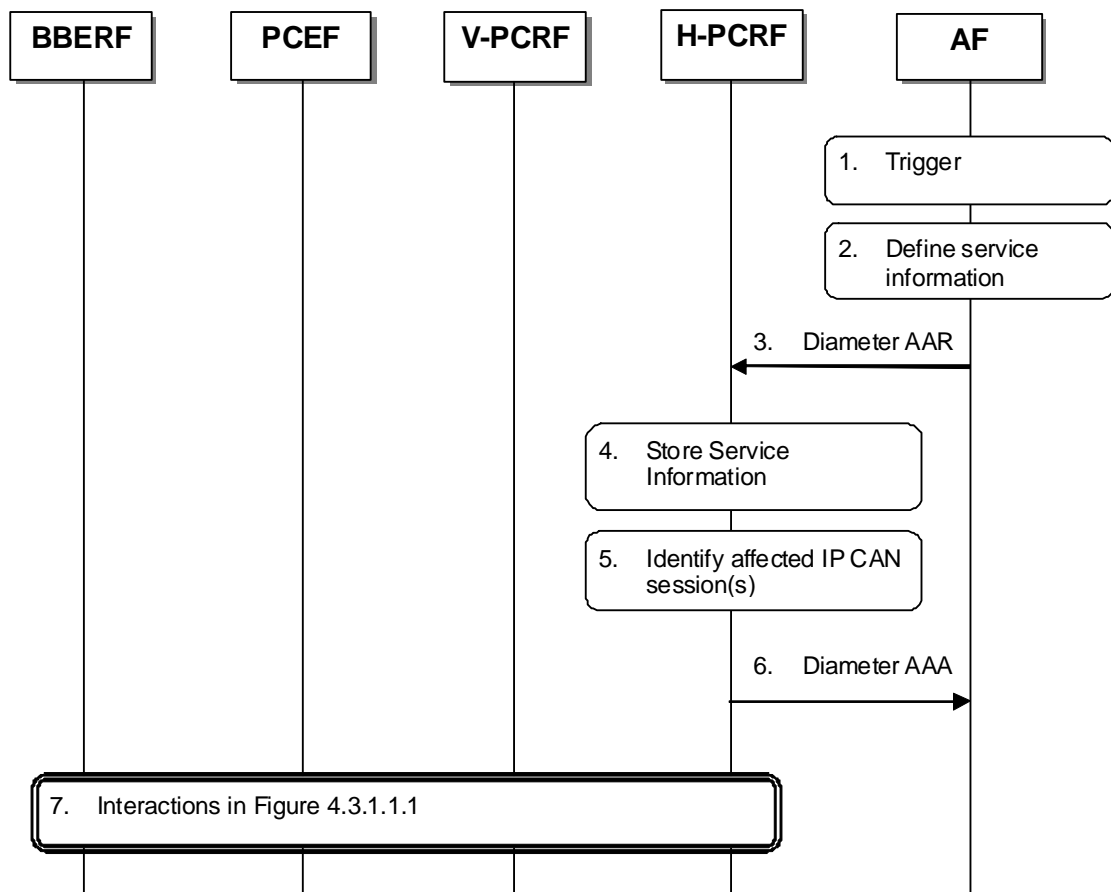 BBERF
PCEF
V-PCRF
H-PCRF
AF
1. Trigger
2. Define service
information
3. Diameter AAR
4. Store Service
Information
5. Identify affected IP CAN
session(s)
6. Diameter AAA
7. Interactions in Figure 4.3.1.1.1